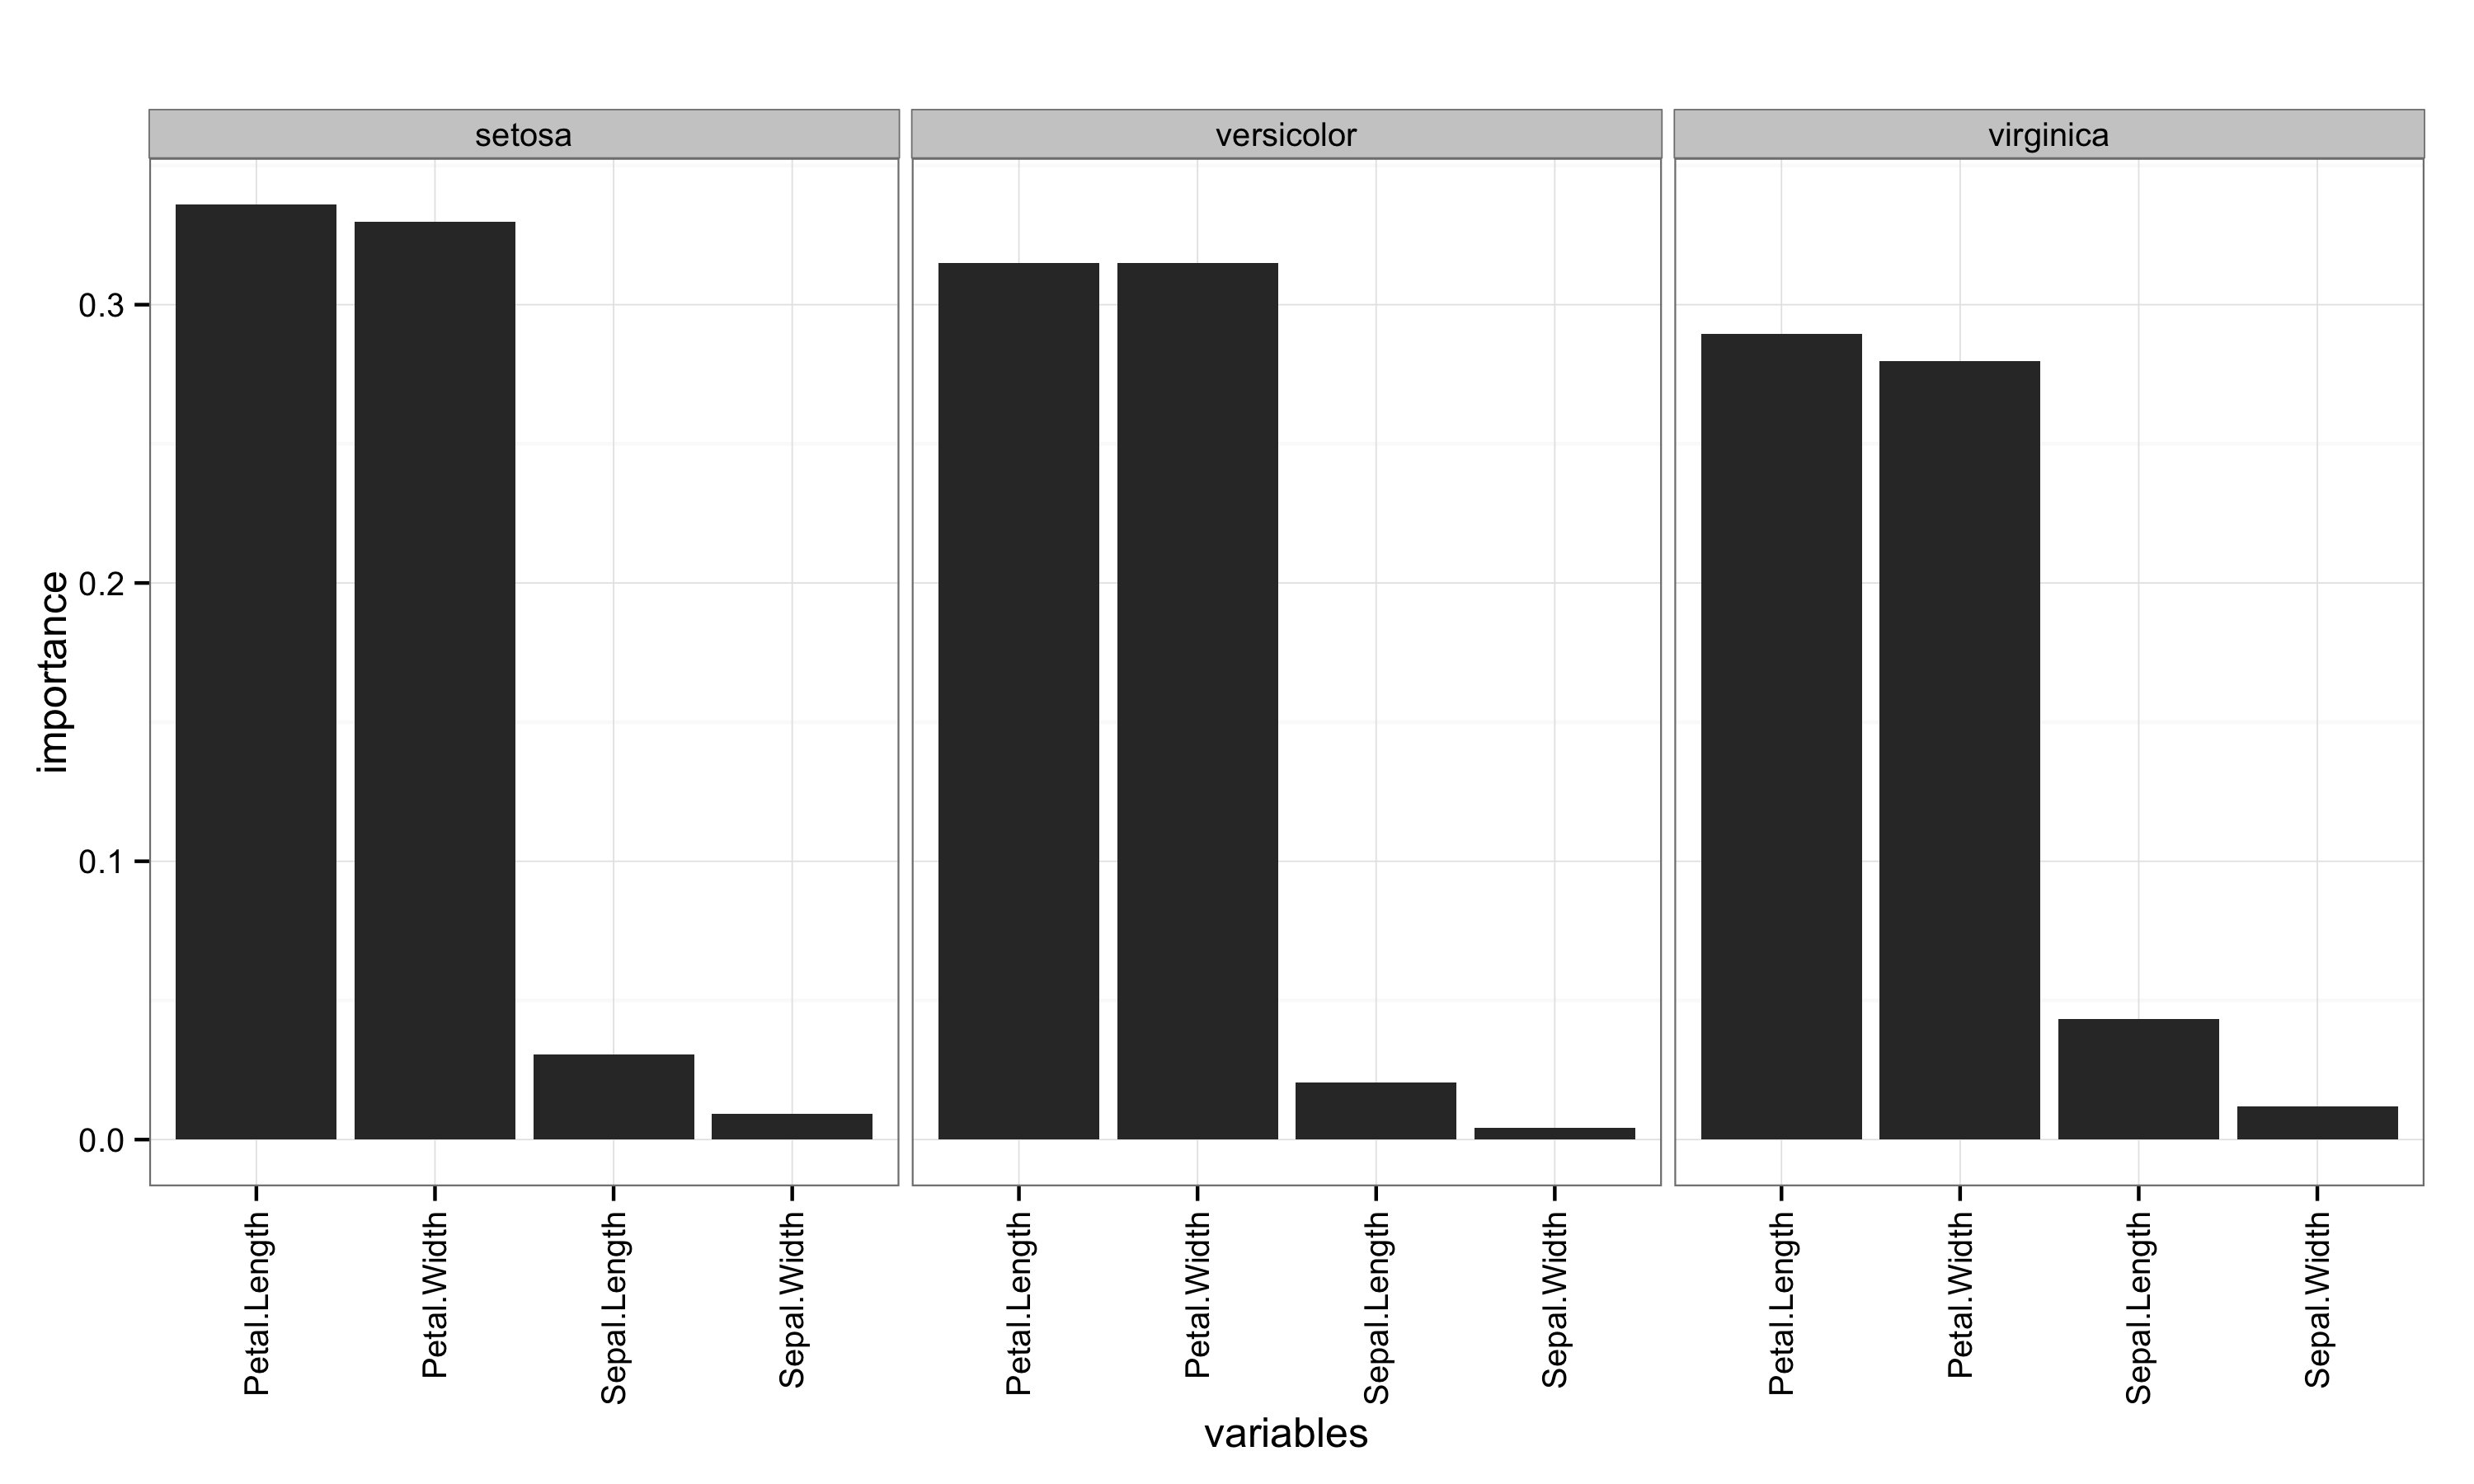 setosa
versicolor
virginica
importance
0.3
0.2
0.1
0.0
Petal.Length
Petal.Width
Sepal.Length
Sepal.Width
Petal.Length
Petal.Width
Sepal.Length
Sepal.Width
Petal.Length
Petal.Width
Sepal.Length
Sepal.Width
variables